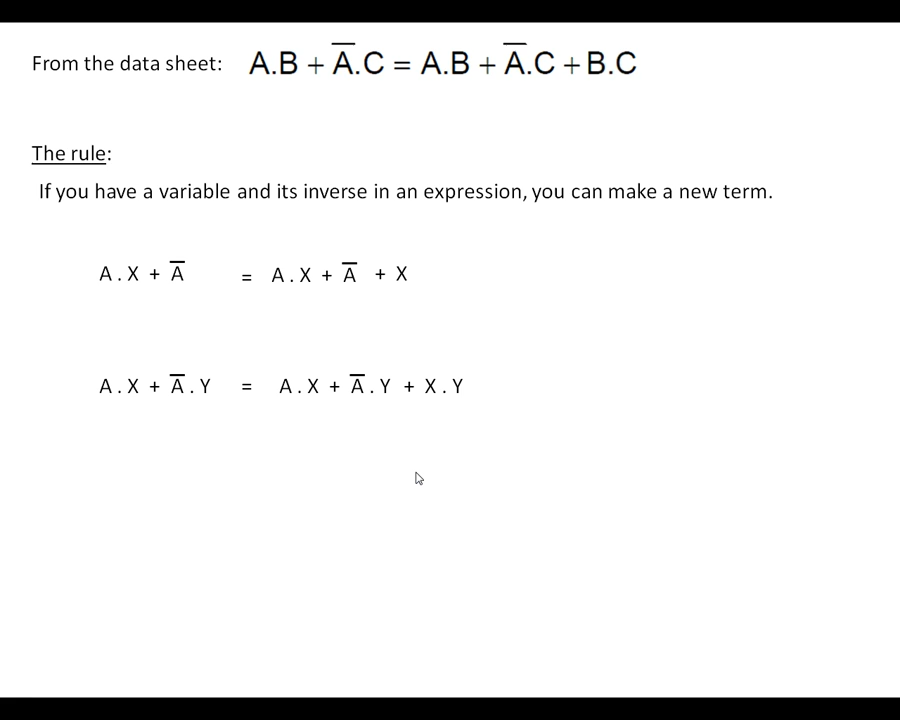 From the data sheet: A.B + A̅.C = A.B + A̅.C + B.C
The rule:
If you have a variable and its inverse in an expression, you can make a new term.
A . X + A̅ = A . X + A̅ + X
A . X + A̅ . Y = A . X + A̅ . Y + X . Y